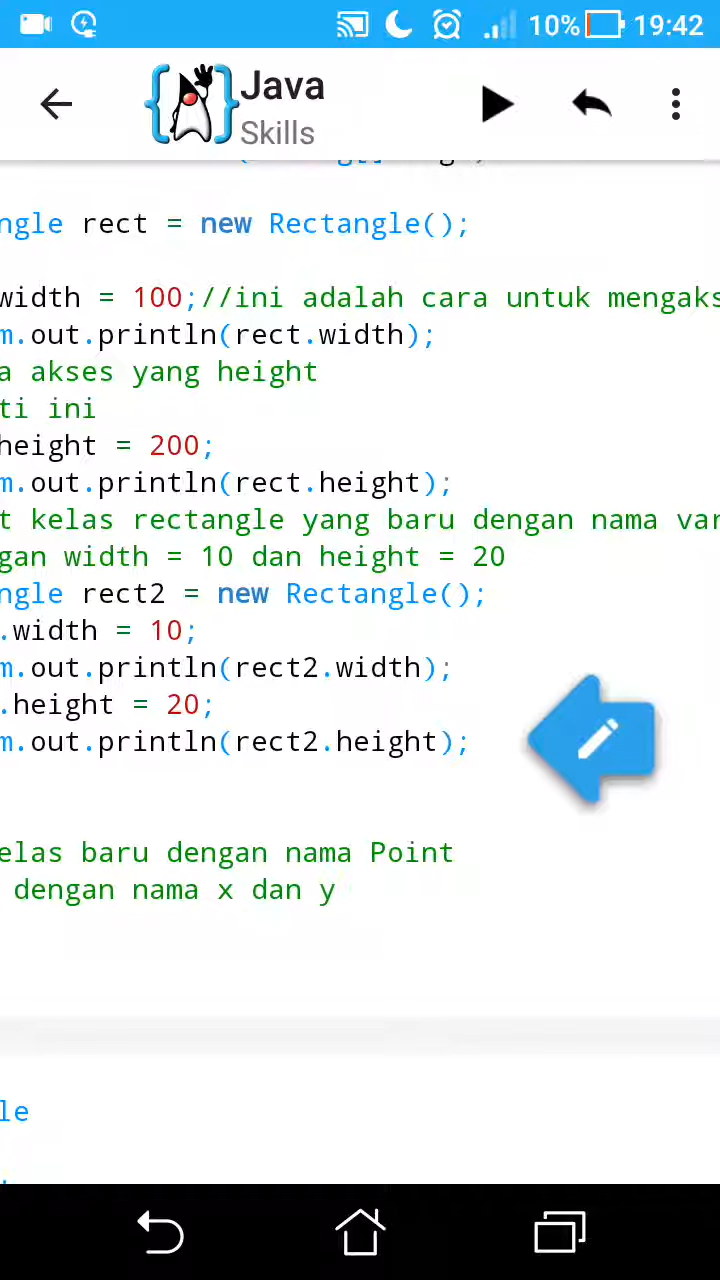 10% 19:42
Java
Skills
ngle rect = new Rectangle();
width = 100;//ini adalah cara untuk mengaks
m.out.println(rect.width);
a akses yang height
ti ini
height = 200;
m.out.println(rect.height);
t kelas rectangle yang baru dengan nama var
gan width = 10 dan height = 20
ngle rect2 = new Rectangle();
.width = 10;
m.out.println(rect2.width);
.height = 20;
m.out.println(rect2.height);
elas baru dengan nama Point
dengan nama x dan y
le